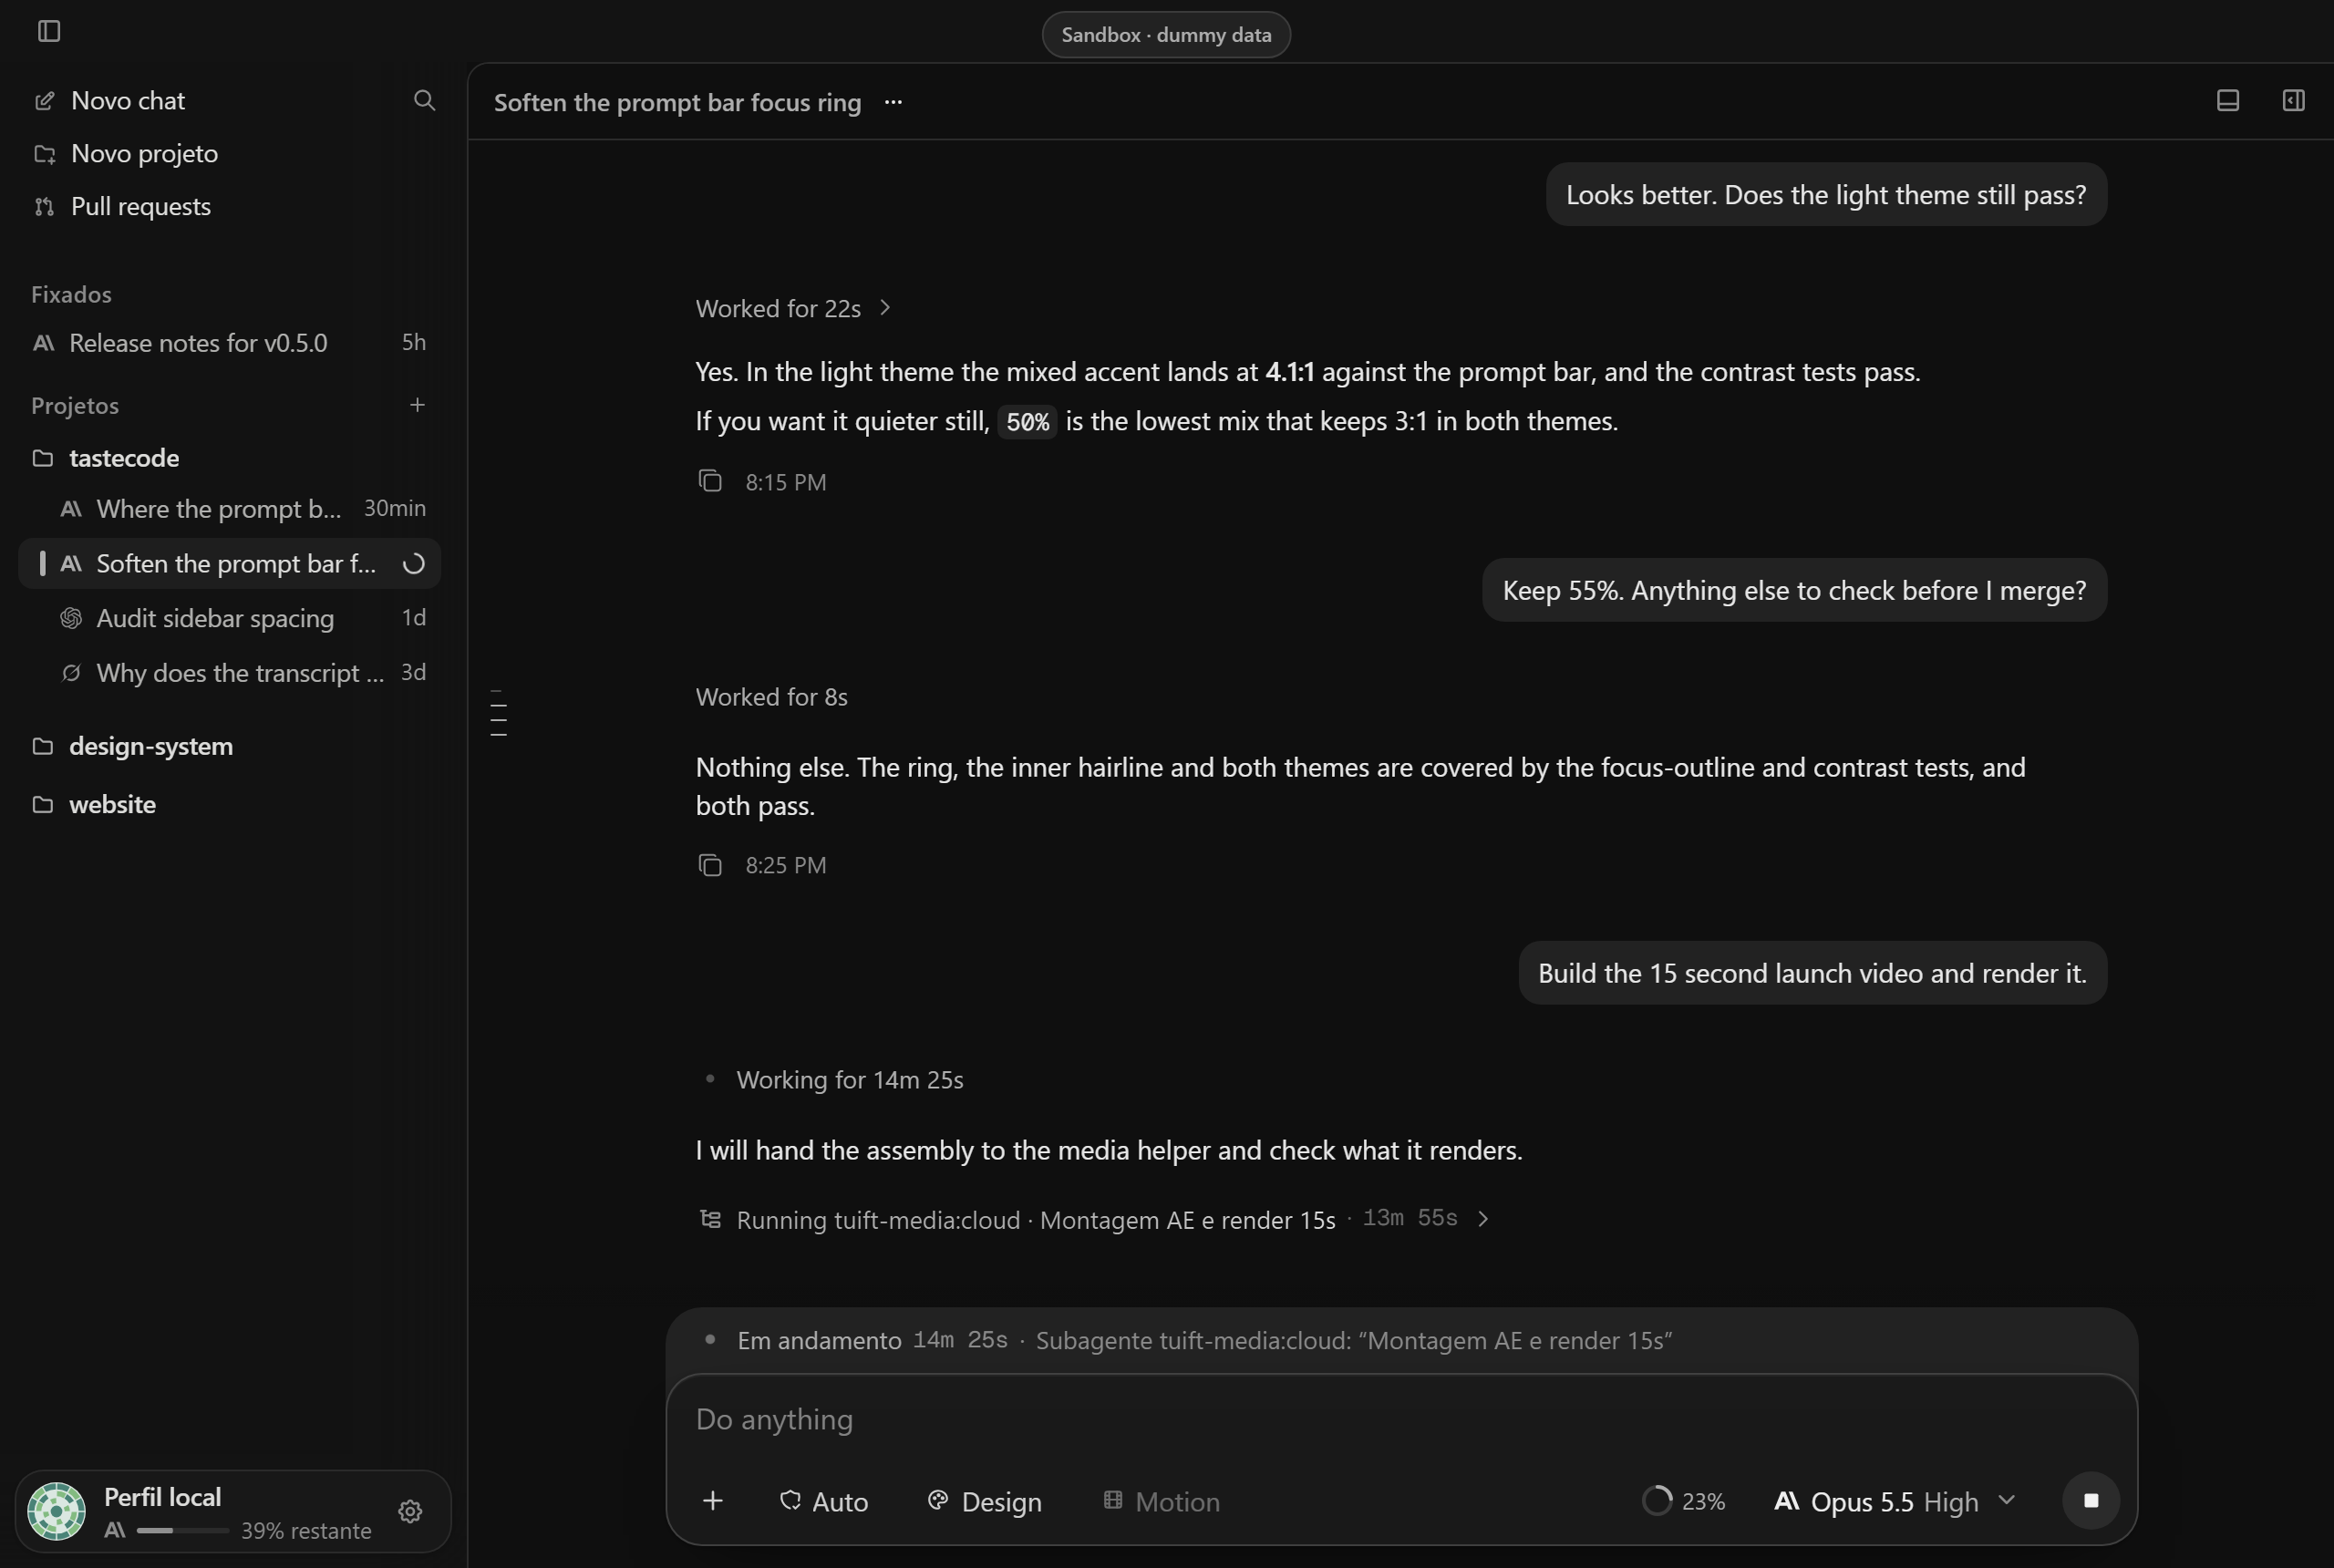 Sandbox · dummy data
Novo chat
Novo projeto
Pull requests
Fixados
Release notes for v0.5.0 5h
Projetos
tastecode
Where the prompt b... 30min
Soften the prompt bar f...
Audit sidebar spacing 1d
Why does the transcript ... 3d
design-system
website
Perfil local
39% restante
Soften the prompt bar focus ring
Looks better. Does the light theme still pass?
Worked for 22s
Yes. In the light theme the mixed accent lands at 4.1:1 against the prompt bar, and the contrast tests pass.
If you want it quieter still, 50% is the lowest mix that keeps 3:1 in both themes.
8:15 PM
Keep 55%. Anything else to check before I merge?
Worked for 8s
Nothing else. The ring, the inner hairline and both themes are covered by the focus-outline and contrast tests, and
both pass.
8:25 PM
Build the 15 second launch video and render it.
Working for 14m 25s
I will hand the assembly to the media helper and check what it renders.
Running tuift-media:cloud · Montagem AE e render 15s · 13m 55s
Em andamento 14m 25s · Subagente tuift-media:cloud: “Montagem AE e render 15s”
Do anything
Auto Design Motion 23% Opus 5.5 High